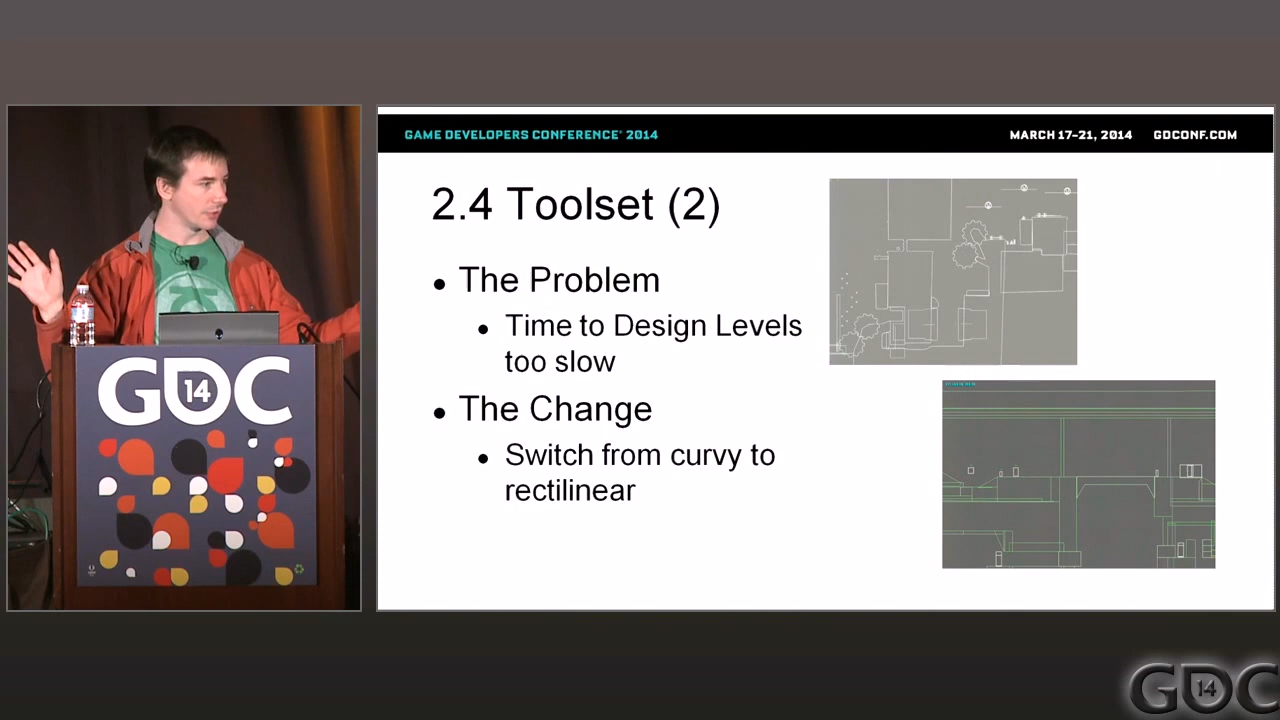 GAME DEVELOPERS CONFERENCE® 2014
MARCH 17-21, 2014 GDCONF.COM
2.4 Toolset (2)
The Problem
Time to Design Levels
too slow
The Change
Switch from curvy to
rectilinear
GDC
14
GDC
14